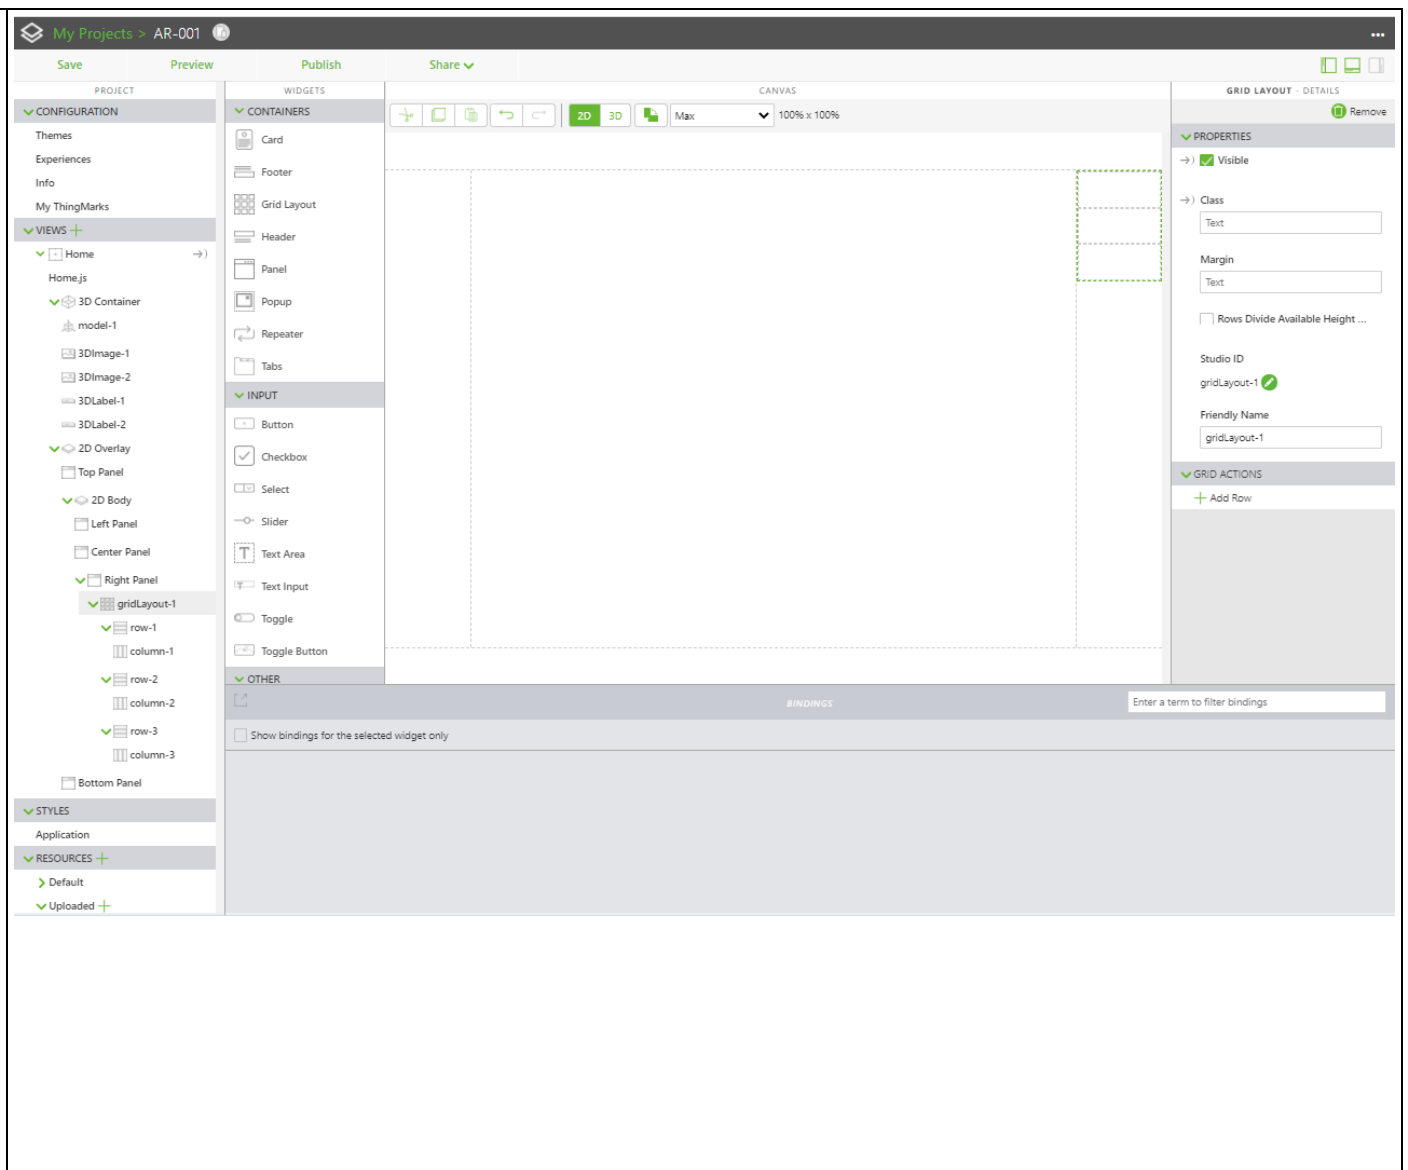 My Projects > AR-001
Save Preview Publish Share
PROJECT
CONFIGURATION
Themes
Experiences
Info
My ThingMarks
VIEWS
Home
Home.js
3D Container
model-1
3DImage-1
3DImage-2
3DLabel-1
3DLabel-2
2D Overlay
Top Panel
2D Body
Left Panel
Center Panel
Right Panel
gridLayout-1
row-1
column-1
row-2
column-2
row-3
column-3
Bottom Panel
STYLES
Application
RESOURCES
Default
Uploaded
WIDGETS
CONTAINERS
Card
Footer
Grid Layout
Header
Panel
Popup
Repeater
Tabs
INPUT
Button
Checkbox
Select
Slider
Text Area
Text Input
Toggle
Toggle Button
OTHER
CANVAS
2D 3D Max 100% x 100%
GRID LAYOUT - DETAILS
Remove
PROPERTIES
Visible
Class
Text
Margin
Text
Rows Divide Available Height ...
Studio ID
gridLayout-1
Friendly Name
gridLayout-1
GRID ACTIONS
Add Row
BINDINGS
Enter a term to filter bindings
Show bindings for the selected widget only